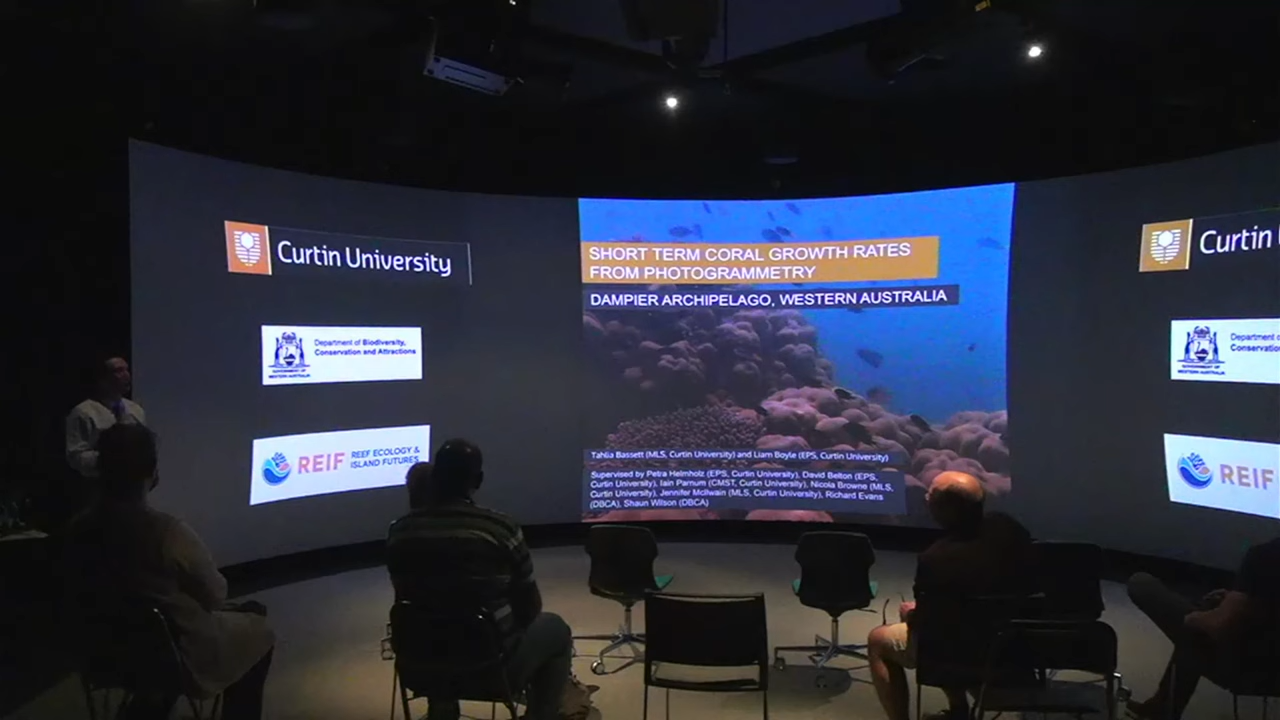 Curtin University
Department of Biodiversity,
Conservation and Attractions
GOVERNMENT OF
WESTERN AUSTRALIA
REIF
REEF ECOLOGY &
ISLAND FUTURES
SHORT TERM CORAL GROWTH RATES
FROM PHOTOGRAMMETRY
DAMPIER ARCHIPELAGO, WESTERN AUSTRALIA
Tahlia Bassett (MLS, Curtin University) and Liam Boyle (EPS, Curtin University)
Supervised by Petra Helmholz (EPS, Curtin University), David Belton (EPS,
Curtin University), Iain Parnum (CMST, Curtin University), Nicola Browne (MLS,
Curtin University), Jennifer McIlwain (MLS, Curtin University), Richard Evans
(DBCA), Shaun Wilson (DBCA)
Curtin
Department
Conservation
GOVERNMENT OF
WESTERN AUSTRALIA
REIF